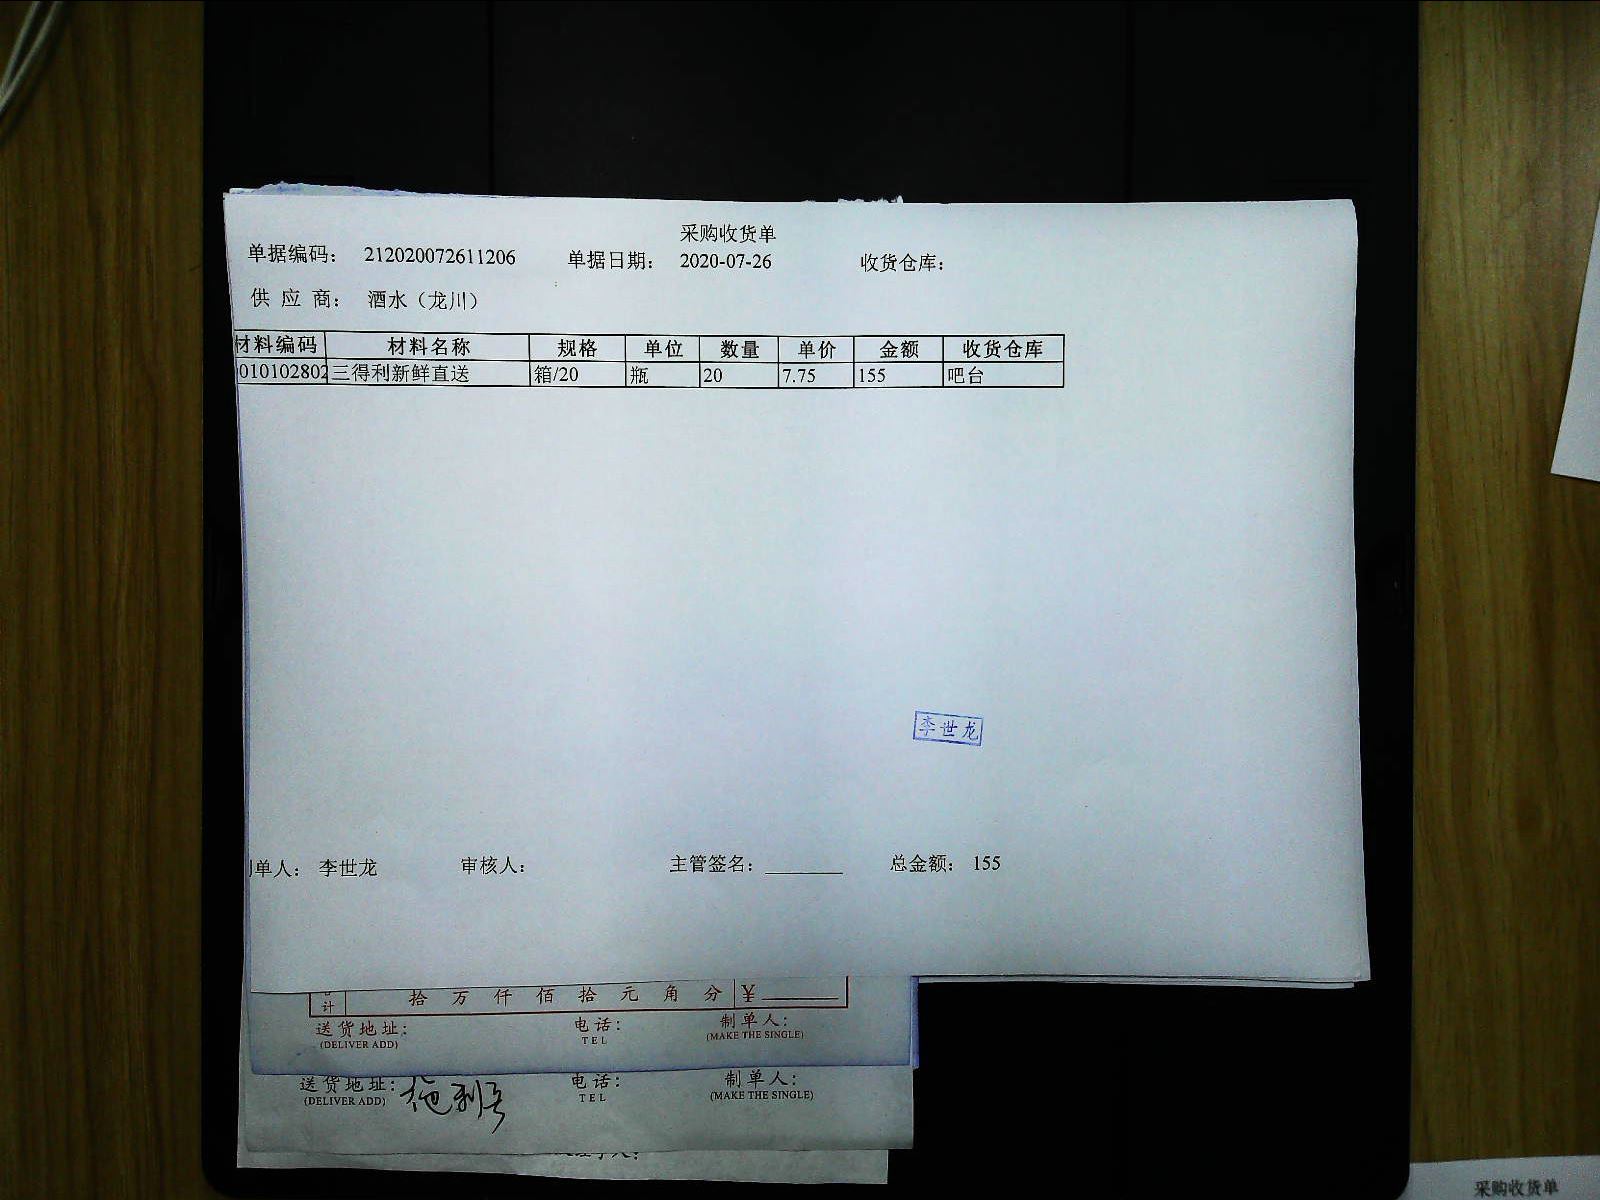 采购收货单
单据编码： 212020072611206 单据日期： 2020-07-26 收货仓库：
供 应 商： 酒水（龙川）
材料编码 材料名称 规格 单位 数量 单价 金额 收货仓库
010102802 三得利新鲜直送 箱/20 瓶 20 7.75 155 吧台
李世龙
单人： 李世龙 审核人： 主管签名： 总金额： 155
计 拾 万 仟 佰 拾 元 角 分 ¥
送货地址： 电话： 制单人：
(DELIVER ADD) TEL (MAKE THE SINGLE)
送货地址： 电话： 制单人：
(DELIVER ADD) TEL (MAKE THE SINGLE)
采购收货单